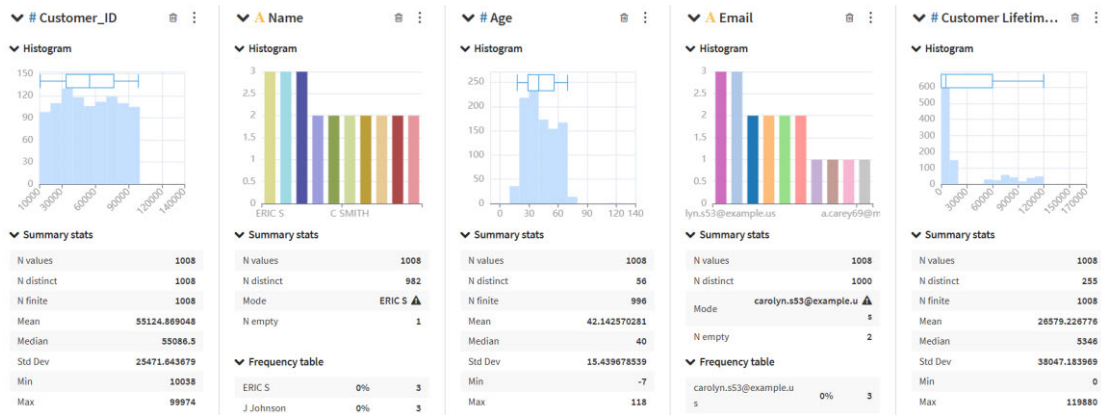 # Customer_ID
Histogram
150
120
90
60
30
0
10000
30000
60000
90000
120000
140000
Summary stats
N values 1008
N distinct 1008
N finite 1008
Mean 55124.869048
Median 55086.5
Std Dev 25471.643679
Min 10038
Max 99974
A Name
Histogram
3
2.5
2
1.5
1
0.5
0
ERIC S C SMITH
Summary stats
N values 1008
N distinct 982
Mode ERIC S
N empty 1
Frequency table
ERIC S 0% 3
J Johnson 0% 3
# Age
Histogram
250
200
150
100
50
0
0 30 60 90 120 140
Summary stats
N values 1008
N distinct 56
N finite 996
Mean 42.142570281
Median 40
Std Dev 15.439678539
Min -7
Max 118
A Email
Histogram
3
2.5
2
1.5
1
0.5
0
lyn.s53@example.us a.carey69@m
Summary stats
N values 1008
N distinct 1000
Mode carolyn.s53@example.u
s
N empty 2
Frequency table
carolyn.s53@example.u
s 0% 3
# Customer Lifetim...
Histogram
600
500
400
300
200
100
0
0
30000
60000
90000
120000
150000
170000
Summary stats
N values 1008
N distinct 255
N finite 1008
Mean 26579.226776
Median 5346
Std Dev 38047.183969
Min 0
Max 119880